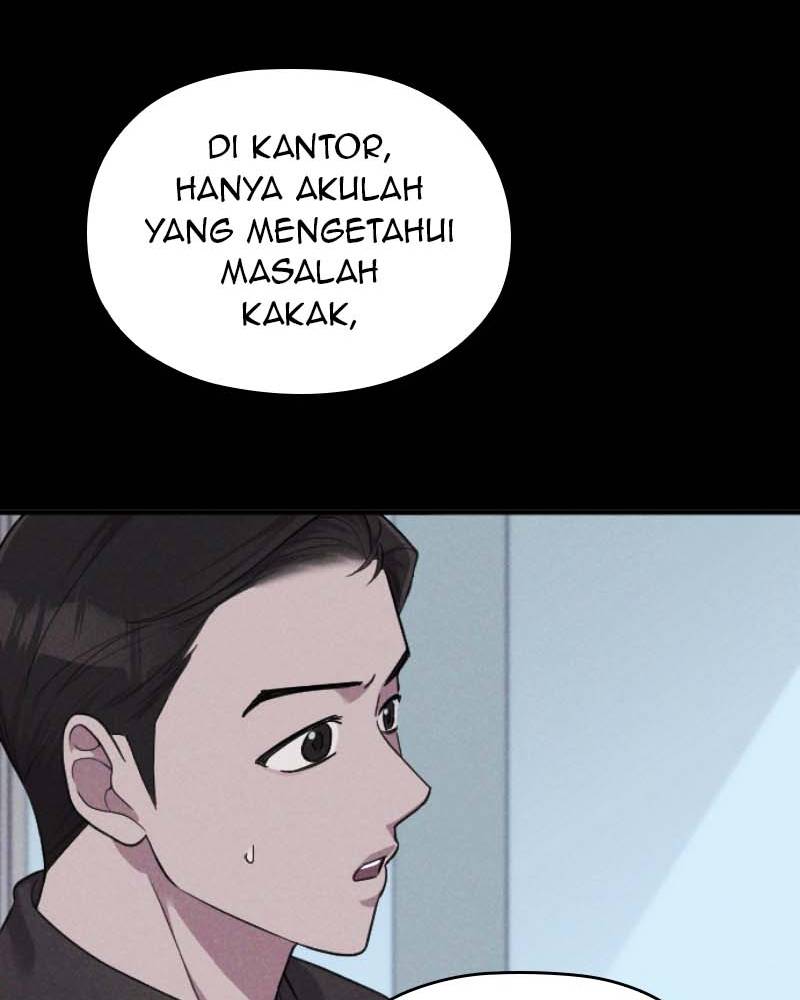 DI KANTOR,
HANYA AKULAH
YANG MENGETAHUI
MASALAH
KAKAK,